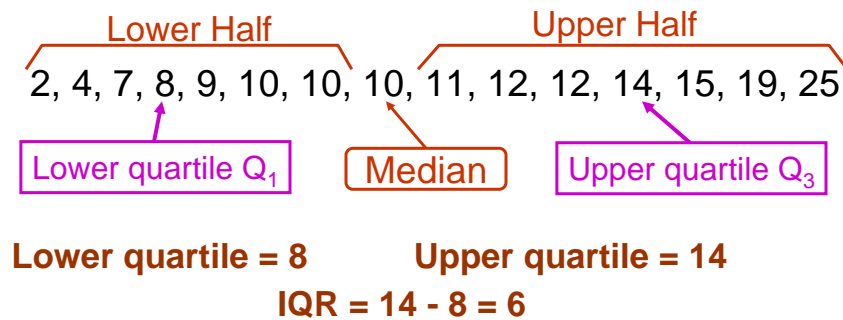 Lower Half Upper Half
2, 4, 7, 8, 9, 10, 10, 10, 11, 12, 12, 14, 15, 19, 25
Lower quartile Q₁ Median Upper quartile Q₃
Lower quartile = 8 Upper quartile = 14
IQR = 14 - 8 = 6